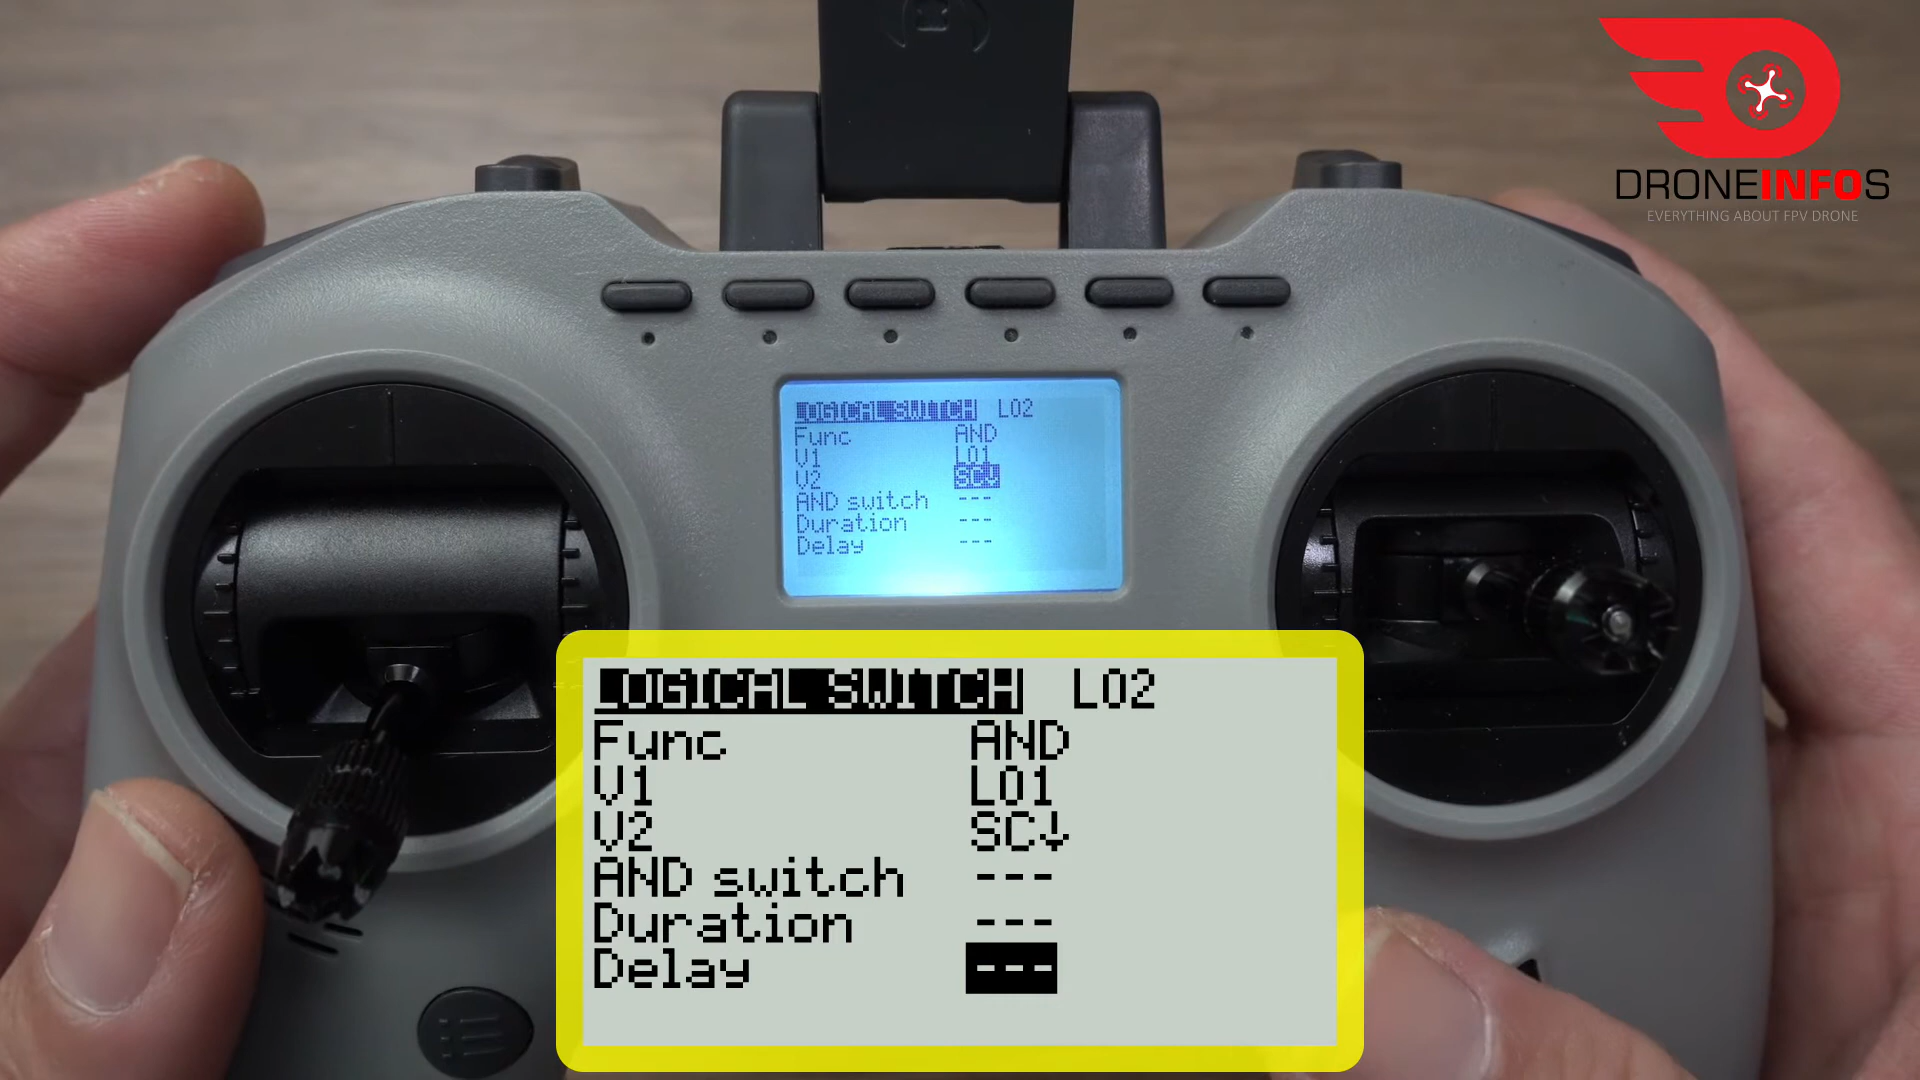 DRONEINFOS
EVERYTHING ABOUT FPV DRONE
LOGICAL SWITCH L02
Func AND
V1 L01
V2 SC↓
AND switch ---
Duration ---
Delay ---
LOGICAL SWITCH L02
Func AND
V1 L01
V2 SC↓
AND switch ---
Duration ---
Delay ---